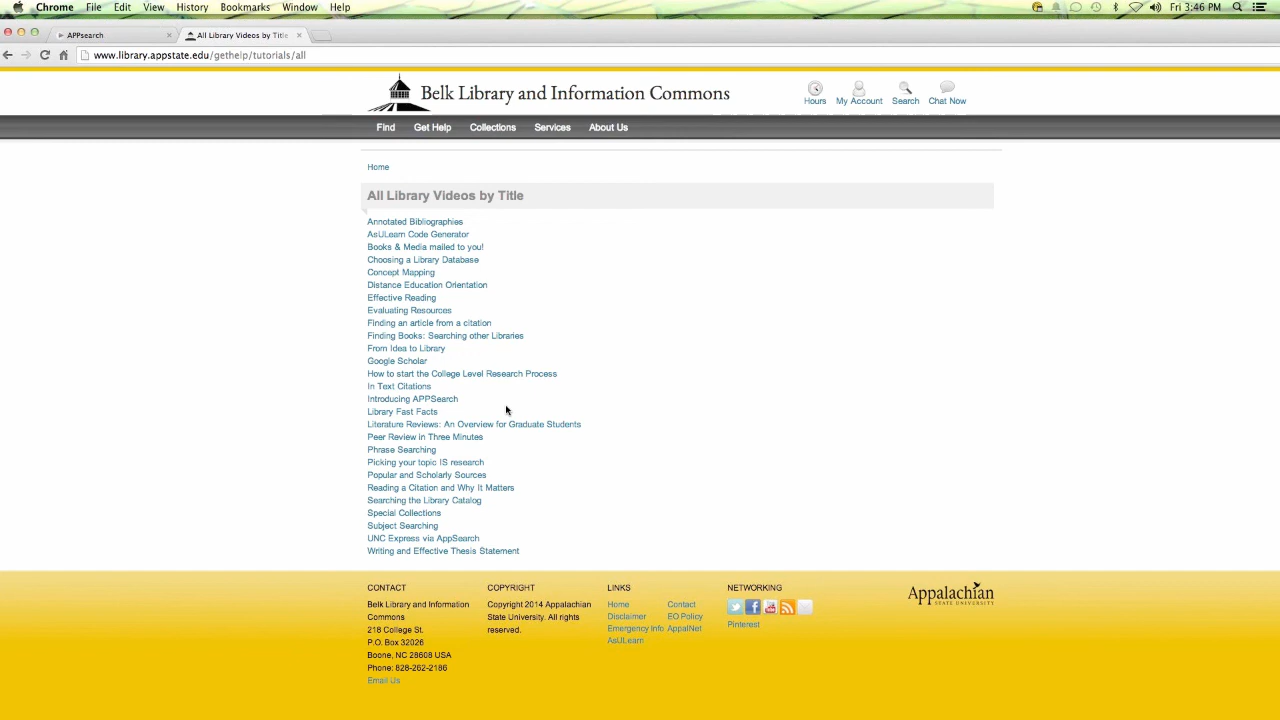 Chrome File Edit View History Bookmarks Window Help Fri 3:46 PM
APPsearch All Library Videos by Title
www.library.appstate.edu/gethelp/tutorials/all
Belk Library and Information Commons
Hours My Account Search Chat Now
Find Get Help Collections Services About Us
Home
All Library Videos by Title
Annotated Bibliographies
AsULearn Code Generator
Books & Media mailed to you!
Choosing a Library Database
Concept Mapping
Distance Education Orientation
Effective Reading
Evaluating Resources
Finding an article from a citation
Finding Books: Searching other Libraries
From Idea to Library
Google Scholar
How to start the College Level Research Process
In Text Citations
Introducing APPSearch
Library Fast Facts
Literature Reviews: An Overview for Graduate Students
Peer Review in Three Minutes
Phrase Searching
Picking your topic IS research
Popular and Scholarly Sources
Reading a Citation and Why It Matters
Searching the Library Catalog
Special Collections
Subject Searching
UNC Express via AppSearch
Writing and Effective Thesis Statement
CONTACT
Belk Library and Information
Commons
218 College St.
P.O. Box 32026
Boone, NC 28608 USA
Phone: 828-262-2186
Email Us
COPYRIGHT
Copyright 2014 Appalachian
State University. All rights
reserved.
LINKS
Home Contact
Disclaimer EO Policy
Emergency Info AppalNet
AsULearn
NETWORKING
You Tube
Pinterest
Appalachian
STATE UNIVERSITY